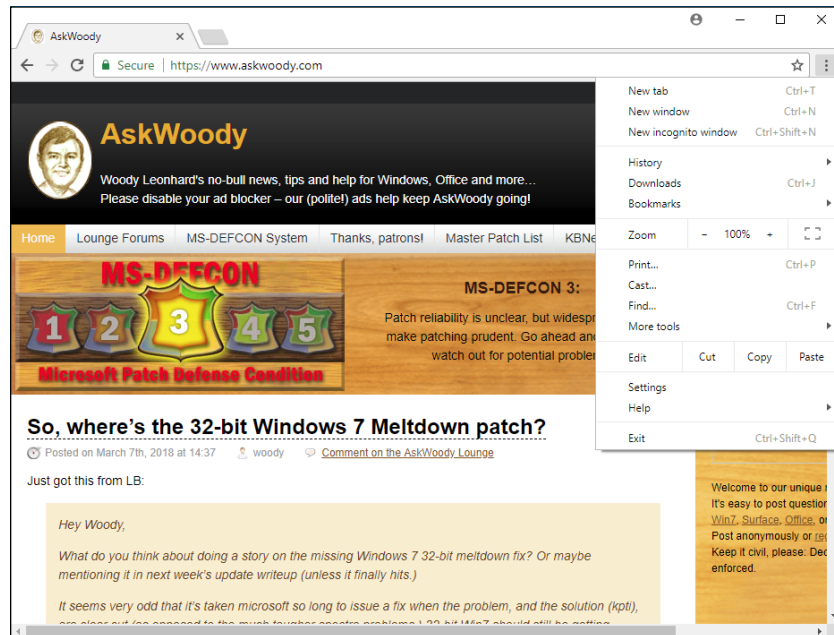 AskWoody
Secure | https://www.askwoody.com
New tab Ctrl+T
New window Ctrl+N
New incognito window Ctrl+Shift+N
History
Downloads Ctrl+J
Bookmarks
Zoom - 100% +
Print... Ctrl+P
Cast...
Find... Ctrl+F
More tools
Edit Cut Copy Paste
Settings
Help
Exit Ctrl+Shift+Q
AskWoody
Woody Leonhard's no-bull news, tips and help for Windows, Office and more…
Please disable your ad blocker – our (polite!) ads help keep AskWoody going!
Home Lounge Forums MS-DEFCON System Thanks, patrons! Master Patch List KBNe
MS-DEFCON
1 2 3 4 5
Microsoft Patch Defense Condition
MS-DEFCON 3:
Patch reliability is unclear, but widespr
make patching prudent. Go ahead and
watch out for potential problem
So, where's the 32-bit Windows 7 Meltdown patch?
Posted on March 7th, 2018 at 14:37 woody Comment on the AskWoody Lounge
Just got this from LB:
Hey Woody,
What do you think about doing a story on the missing Windows 7 32-bit meltdown fix? Or maybe
mentioning it in next week's update writeup (unless it finally hits.)
It seems very odd that it's taken microsoft so long to issue a fix when the problem, and the solution (kpti),
Welcome to our unique
It's easy to post question
Win7, Surface, Office, or
Post anonymously or reg
Keep it civil, please: Dec
enforced.